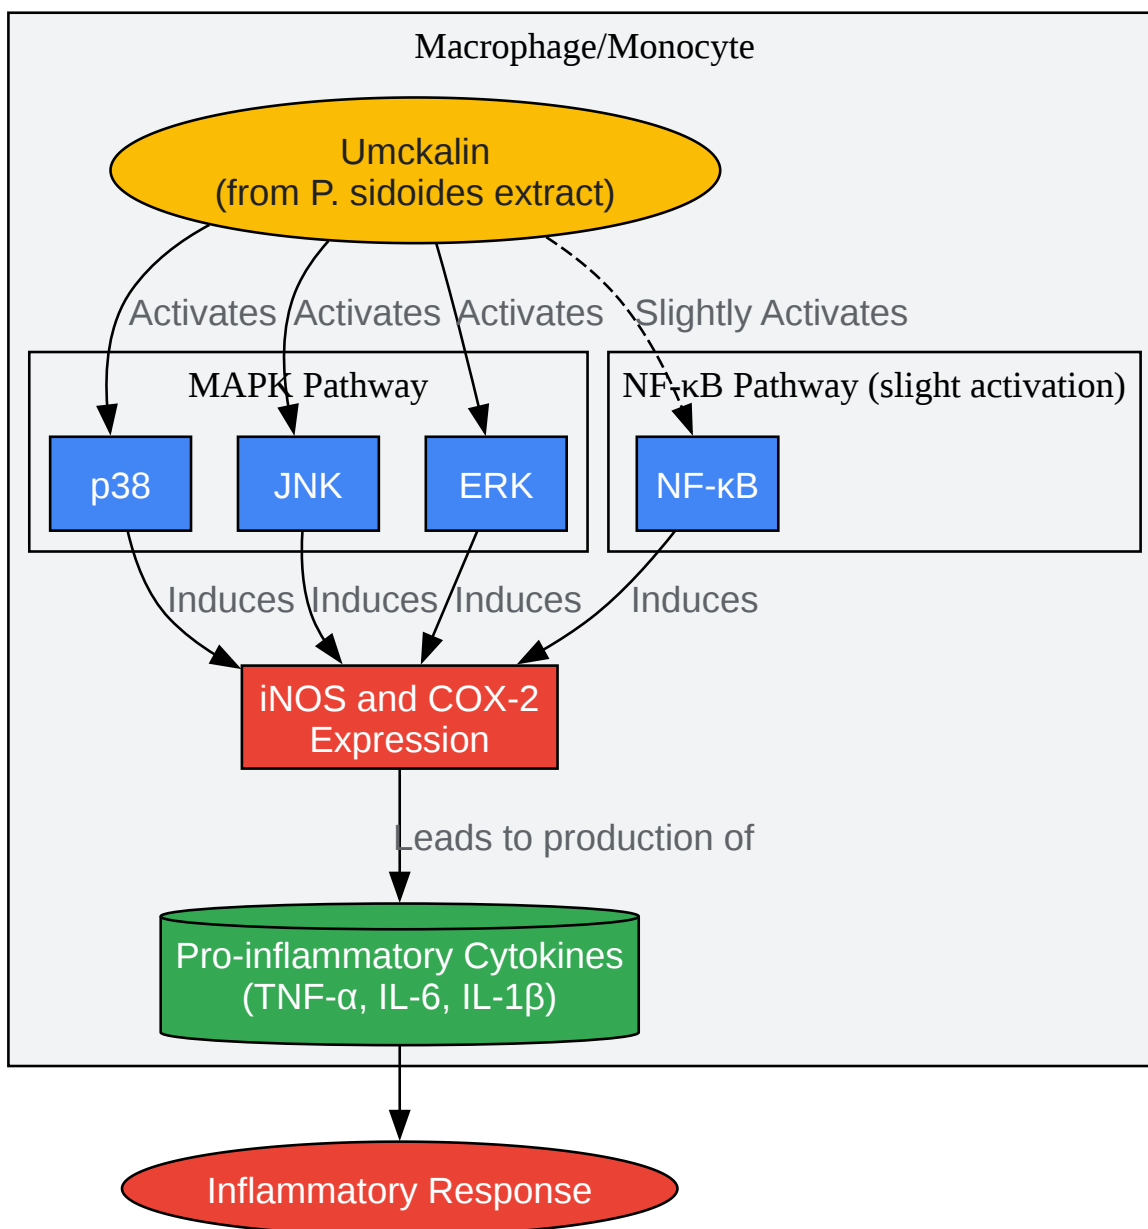 Macrophage/Monocyte
Umckalin
(from P. sidoides extract)
Activates
Activates
Activates
Slightly Activates
MAPK Pathway
NF-κB Pathway (slight activation)
p38
JNK
ERK
NF-κB
Induces
Induces
Induces
Induces
iNOS and COX-2
Expression
Leads to production of
Pro-inflammatory Cytokines
(TNF-α, IL-6, IL-1β)
Inflammatory Response